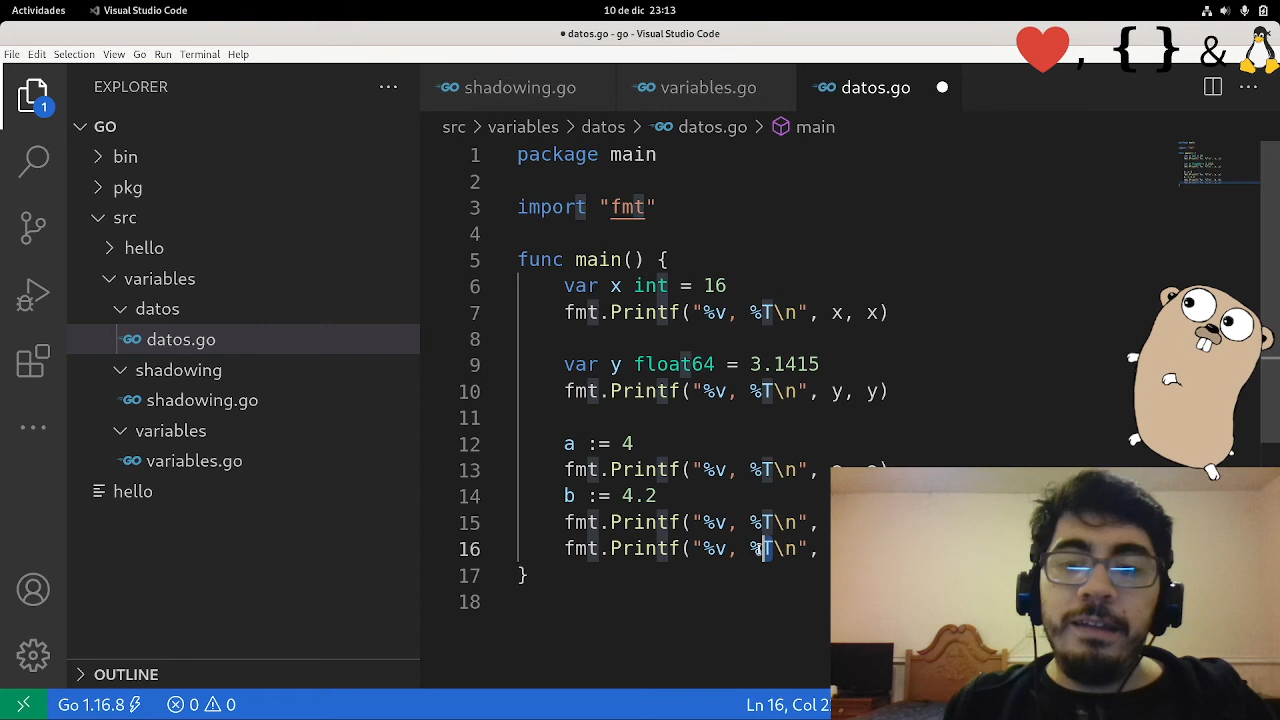 Actividades
Visual Studio Code
10 de dic 23:13
● datos.go - go - Visual Studio Code
File Edit Selection View Go Run Terminal Help
, {} &
EXPLORER
1
GO
bin
pkg
src
hello
variables
datos
datos.go
shadowing
shadowing.go
variables
variables.go
hello
OUTLINE
shadowing.go
variables.go
datos.go
src > variables > datos > datos.go > main
1 package main
2
3 import "fmt"
4
5 func main() {
6 var x int = 16
7 fmt.Printf("%v, %T\n", x, x)
8
9 var y float64 = 3.1415
10 fmt.Printf("%v, %T\n", y, y)
11
12 a := 4
13 fmt.Printf("%v, %T\n",
14 b := 4.2
15 fmt.Printf("%v, %T\n",
16 fmt.Printf("%v, %T\n",
17 }
18
Go 1.16.8
0 0
Ln 16, Col